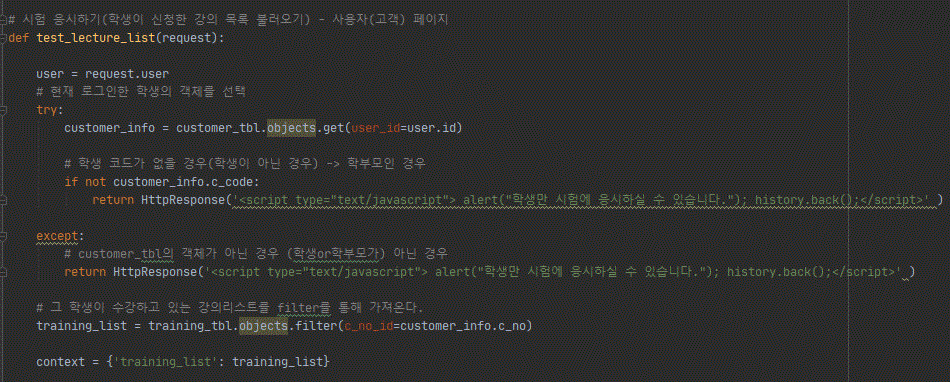 # 시험 응시하기(학생이 신청한 강의 목록 불러오기) - 사용자(고객) 페이지
def test_lecture_list(request):
user = request.user
# 현재 로그인한 학생의 객체를 선택
try:
customer_info = customer_tbl.objects.get(user_id=user.id)
# 학생 코드가 없을 경우(학생이 아닌 경우) -> 학부모인 경우
if not customer_info.c_code:
return HttpResponse('<script type="text/javascript"> alert("학생만 시험에 응시하실 수 있습니다."); history.back();</script>' )
except:
# customer_tbl의 객체가 아닌 경우 (학생or학부모가) 아닌 경우
return HttpResponse('<script type="text/javascript"> alert("학생만 시험에 응시하실 수 있습니다."); history.back();</script>' )
# 그 학생이 수강하고 있는 강의리스트를 filter를 통해 가져온다.
training_list = training_tbl.objects.filter(c_no_id=customer_info.c_no)
context = {'training_list': training_list}